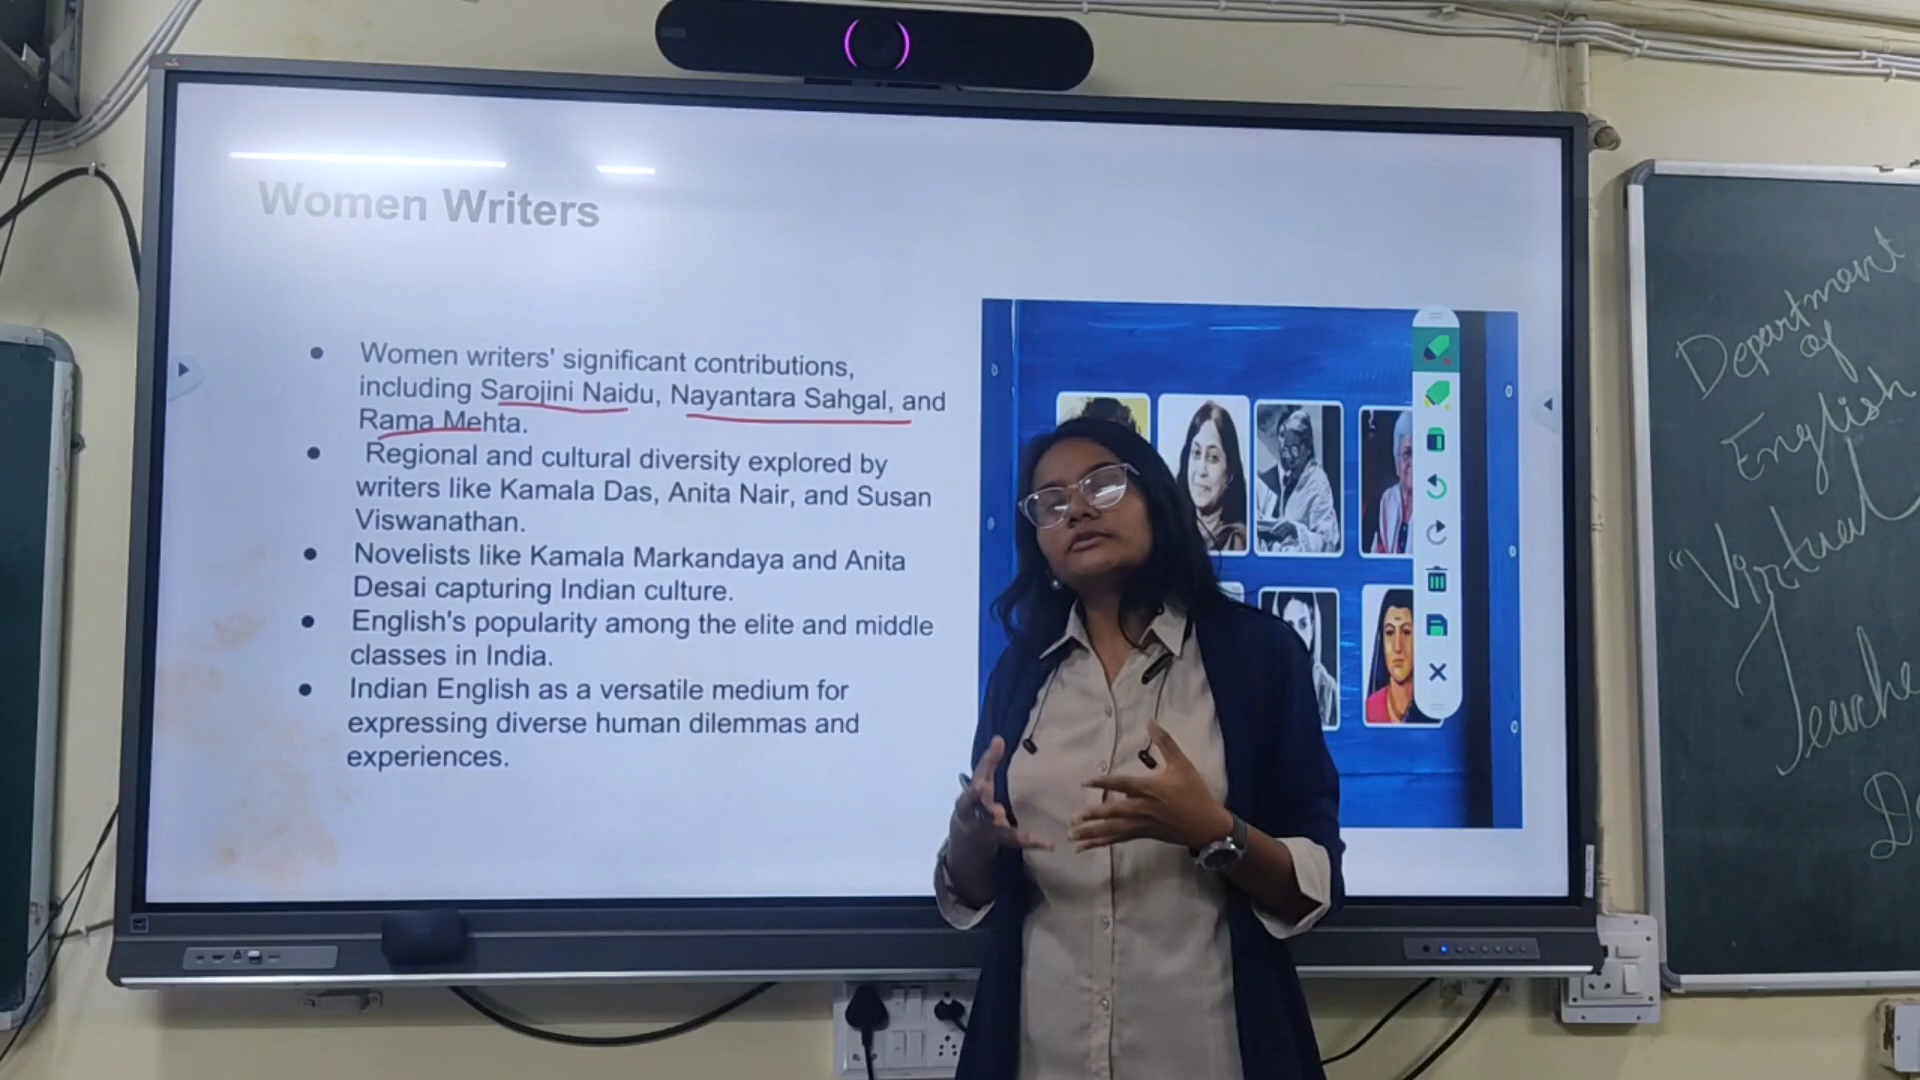 Women Writers
• Women writers' significant contributions,
including Sarojini Naidu, Nayantara Sahgal, and
Rama Mehta.
• Regional and cultural diversity explored by
writers like Kamala Das, Anita Nair, and Susan
Viswanathan.
• Novelists like Kamala Markandaya and Anita
Desai capturing Indian culture.
• English's popularity among the elite and middle
classes in India.
• Indian English as a versatile medium for
expressing diverse human dilemmas and
experiences.
Department
of
English
"Virtual